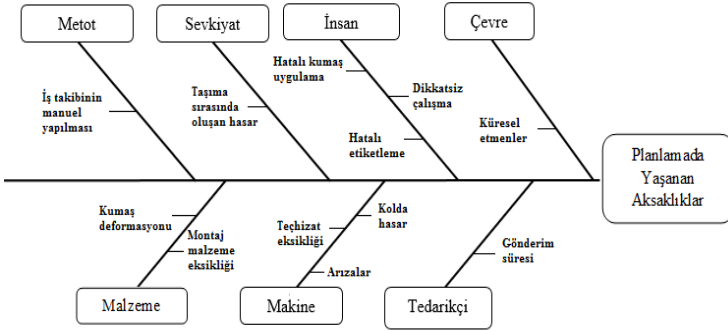 Metot
Sevkiyat
İnsan
Çevre
İş takibinin
manuel
yapılması
Taşıma
sırasında
oluşan hasar
Hatalı kumaş
uygulama
Dikkatsiz
çalışma
Hatalı
etiketleme
Küresel
etmenler
Planlamada
Yaşanan
Aksaklıklar
Kumaş
deformasyonu
Montaj
malzeme
eksikliği
Teçhizat
eksikliği
Kolda
hasar
Arızalar
Gönderim
süresi
Malzeme
Makine
Tedarikçi